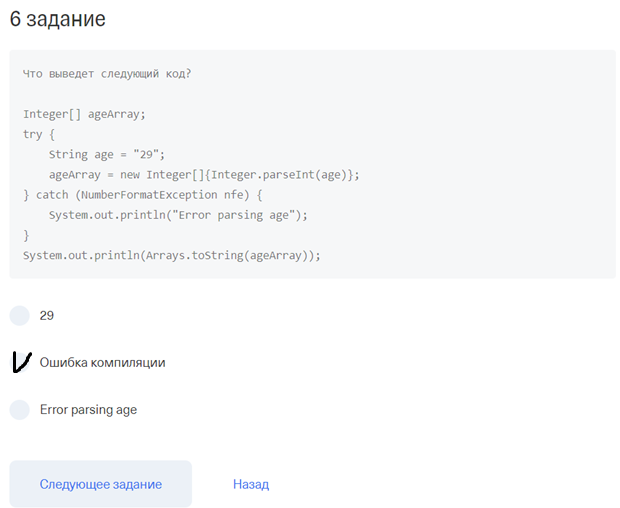 6 задание
Что выведет следующий код?
Integer[] ageArray;
try {
    String age = "29";
    ageArray = new Integer[]{Integer.parseInt(age)};
} catch (NumberFormatException nfe) {
    System.out.println("Error parsing age");
}
System.out.println(Arrays.toString(ageArray));
29
Ошибка компиляции
Error parsing age
Следующее задание
Назад